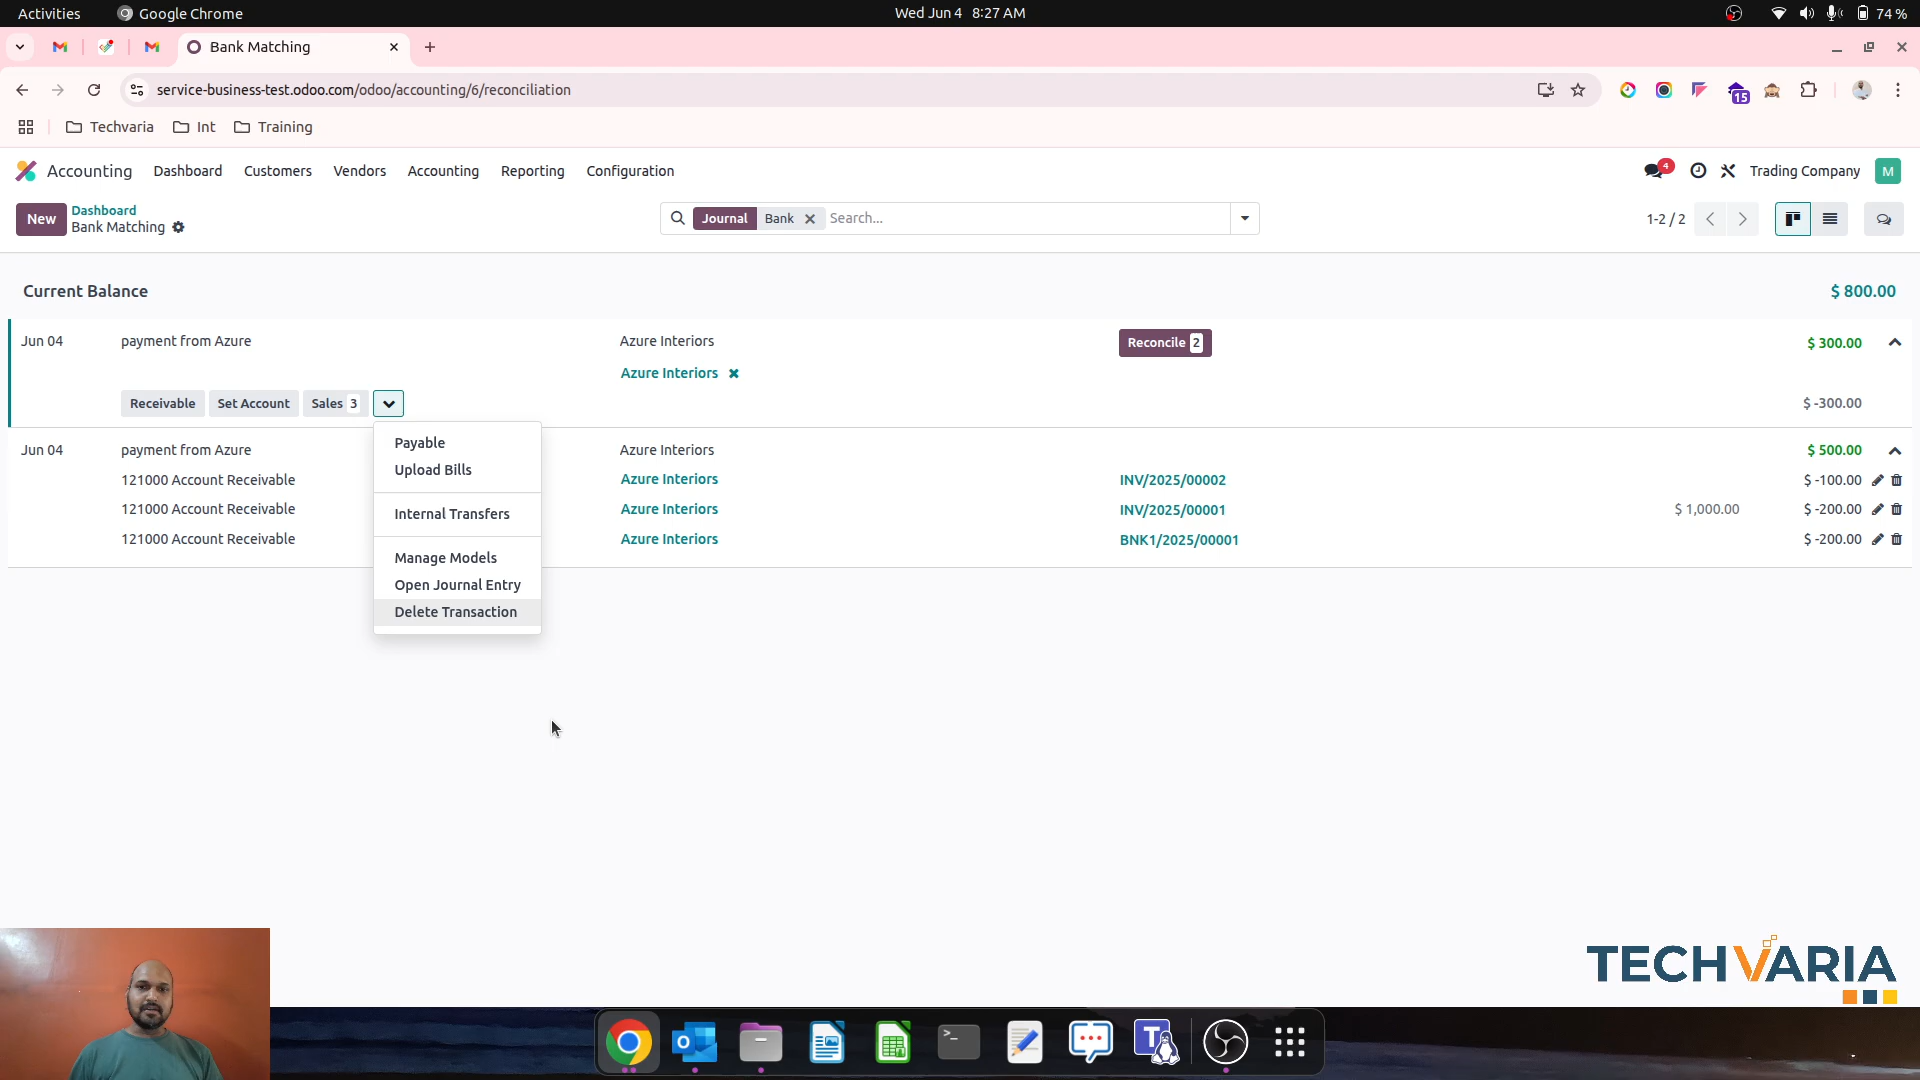 Activities Google Chrome Wed Jun 4 8:27 AM 74 %
Bank Matching
service-business-test.odoo.com/odoo/accounting/6/reconciliation 15
Techvaria Int Training
Accounting Dashboard Customers Vendors Accounting Reporting Configuration 4 Trading Company M
New Dashboard
Bank Matching
Journal Bank Search... 1-2 / 2
Current Balance $ 800.00
Jun 04 payment from Azure Azure Interiors Reconcile 2 $ 300.00
Azure Interiors
Receivable Set Account Sales 3 $ -300.00
Payable
Upload Bills
Internal Transfers
Manage Models
Open Journal Entry
Delete Transaction
Jun 04 payment from Azure Azure Interiors $ 500.00
121000 Account Receivable Azure Interiors INV/2025/00002 $ -100.00
121000 Account Receivable Azure Interiors INV/2025/00001 $ 1,000.00 $ -200.00
121000 Account Receivable Azure Interiors BNK1/2025/00001 $ -200.00
TECHVARIA